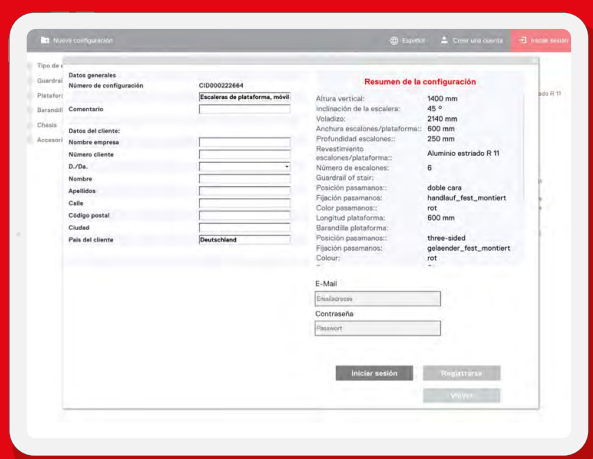 Nueva configuración
Español
Crear una cuenta
Iniciar sesión
Tipo de
Guardrai
Platafor
Barandill
Chasis
Accesori
ado R 11
Datos generales
Número de configuración CID000222664
Escaleras de plataforma, móvil
Comentario
Datos del cliente:
Nombre empresa
Número cliente
D./Da.
Nombre
Apellidos
Calle
Código postal
Ciudad
País del cliente Deutschland
Resumen de la configuración
Altura vertical: 1400 mm
Inclinación de la escalera: 45 °
Voladizo: 2140 mm
Anchura escalones/plataforma:: 600 mm
Profundidad escalones:: 250 mm
Revestimiento
escalones/plataforma:: Aluminio estriado R 11
Número de escalones: 6
Guardrail of stair:
Posición pasamanos:: doble cara
Fijación pasamanos: handlauf_fest_montiert
Color pasamanos:: rot
Longitud plataforma: 600 mm
Barandilla plataforma:
Posición pasamanos:: three-sided
Fijación pasamanos: gelaender_fest_montiert
Colour: rot
E-Mail
Emailadresse
Contraseña
Passwort
Iniciar sesión
Registrarse
Volver